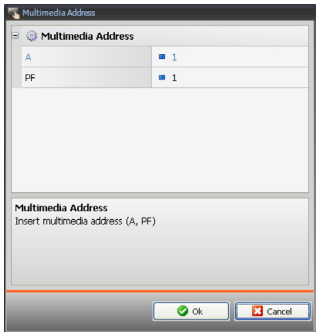 Multimedia Address
Multimedia Address
A 1
PF 1
Multimedia Address
Insert multimedia address (A, PF)
Ok Cancel